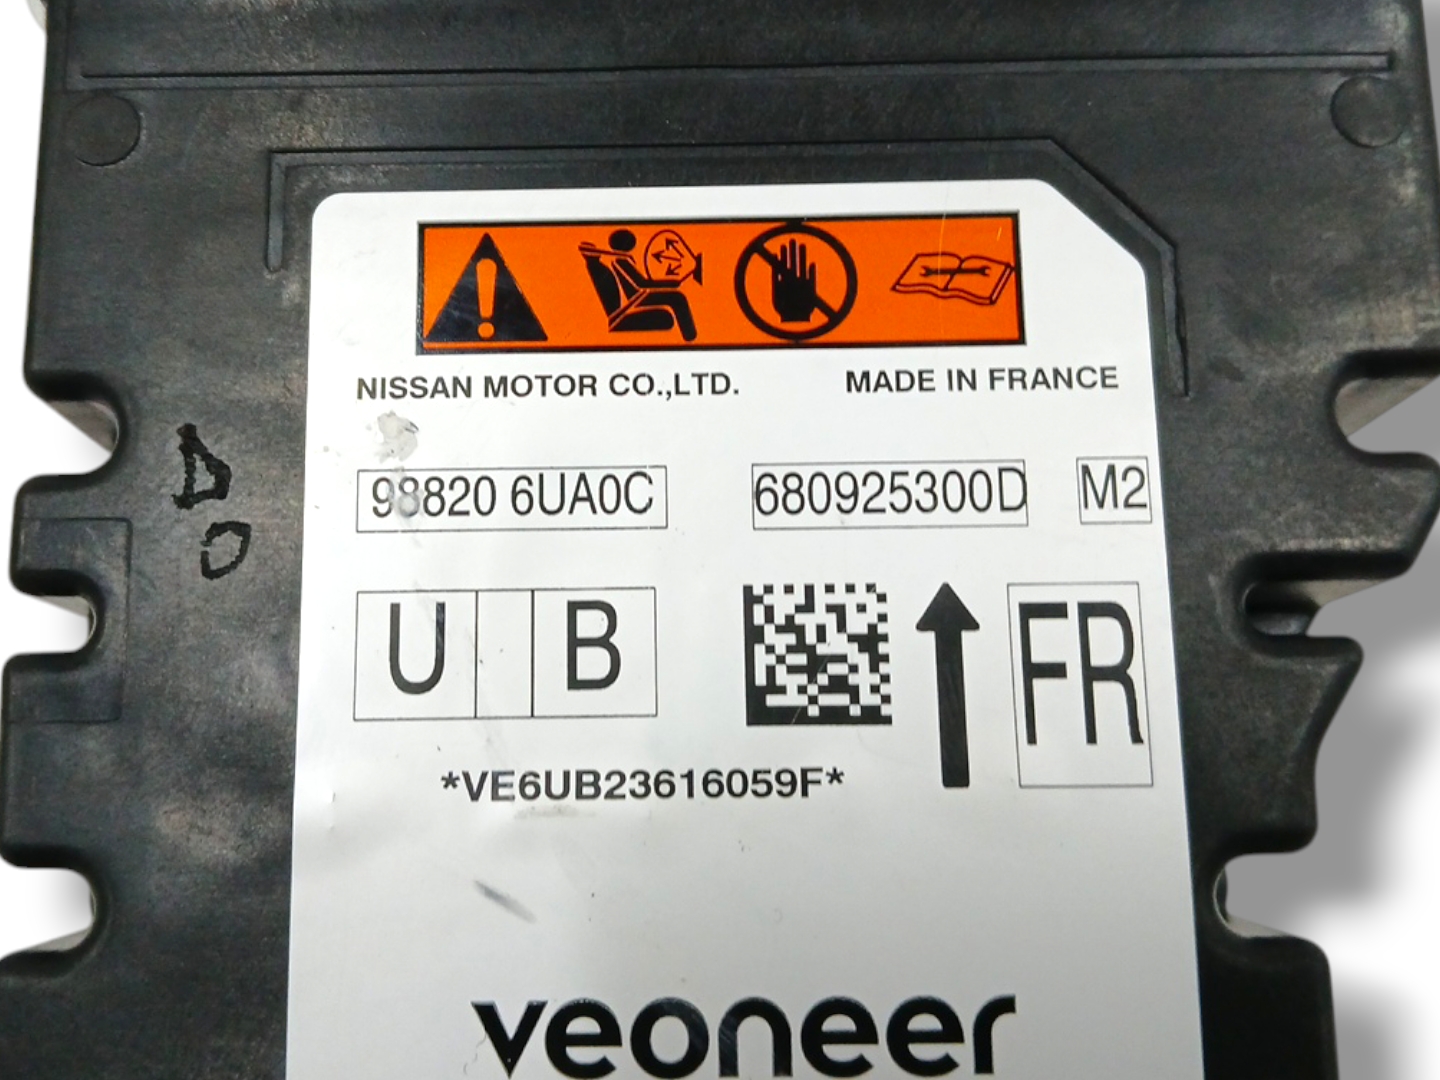 NISSAN MOTOR CO.,LTD. MADE IN FRANCE
98820 6UA0C 680925300D M2
U B FR
*VE6UB23616059F*
veoneer
D
O